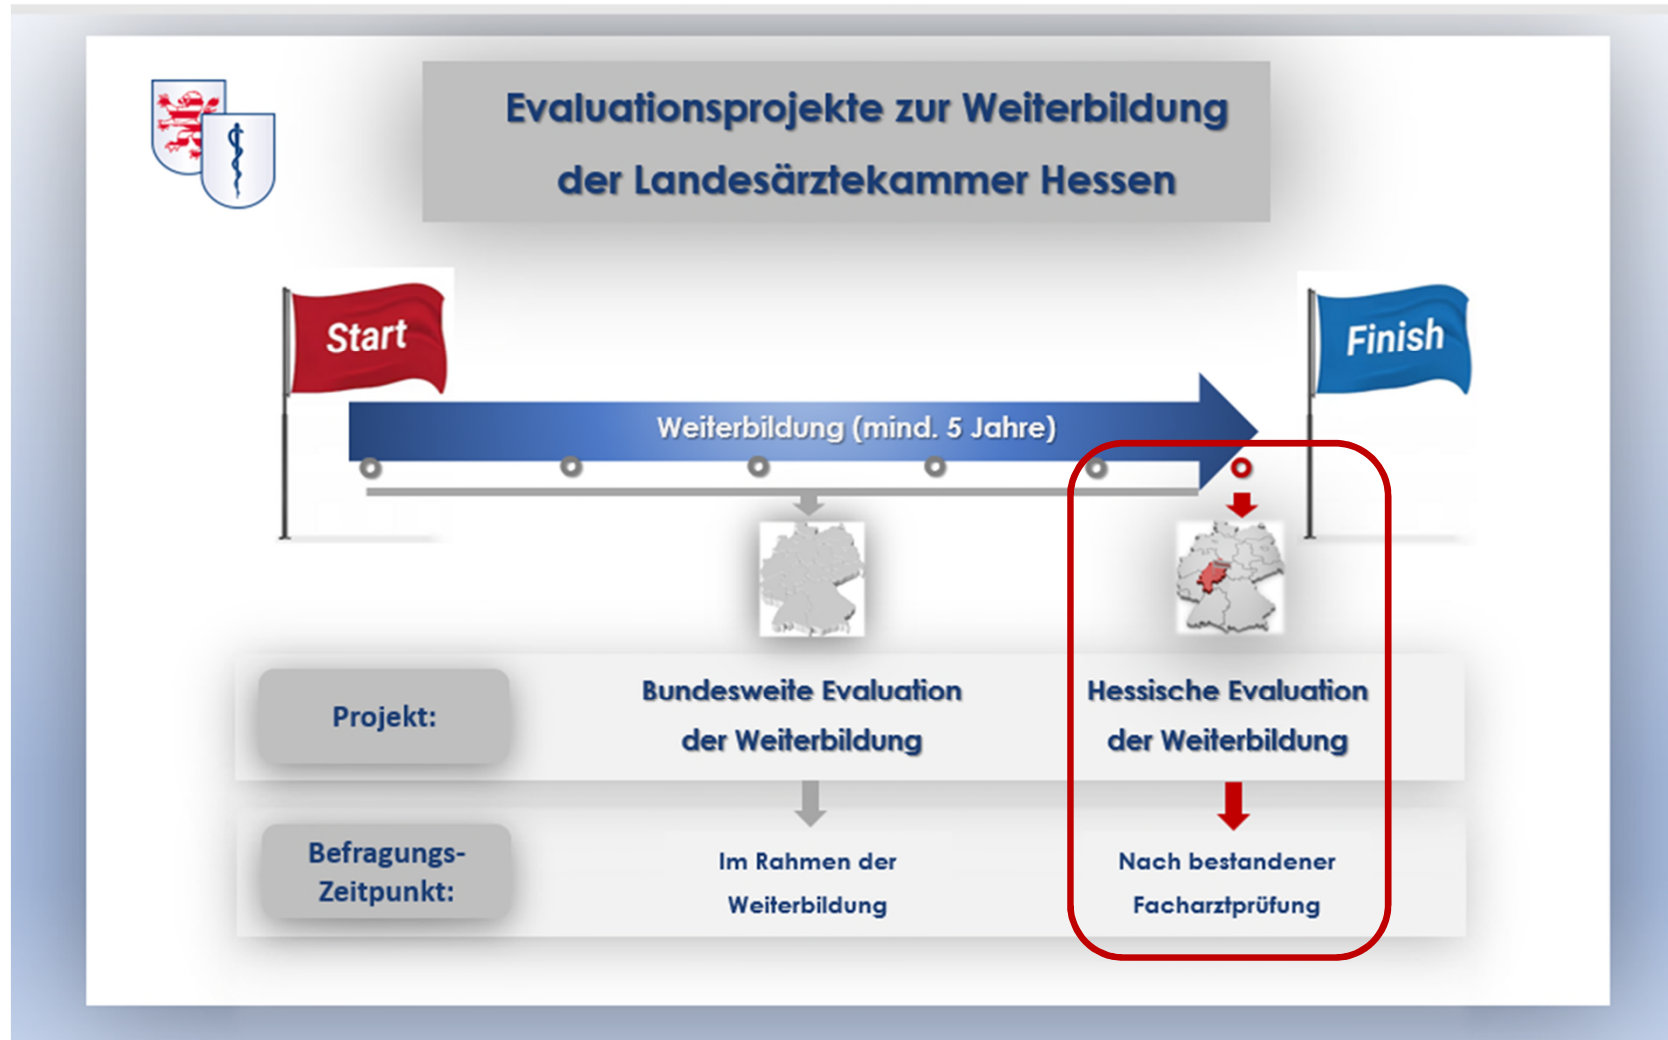 Evaluationsprojekte zur Weiterbildung
der Landesärztekammer Hessen
Start
Finish
Weiterbildung (mind. 5 Jahre)
Projekt:
Bundesweite Evaluation
der Weiterbildung
Hessische Evaluation
der Weiterbildung
Befragungs-
Zeitpunkt:
Im Rahmen der
Weiterbildung
Nach bestandener
Facharztprüfung